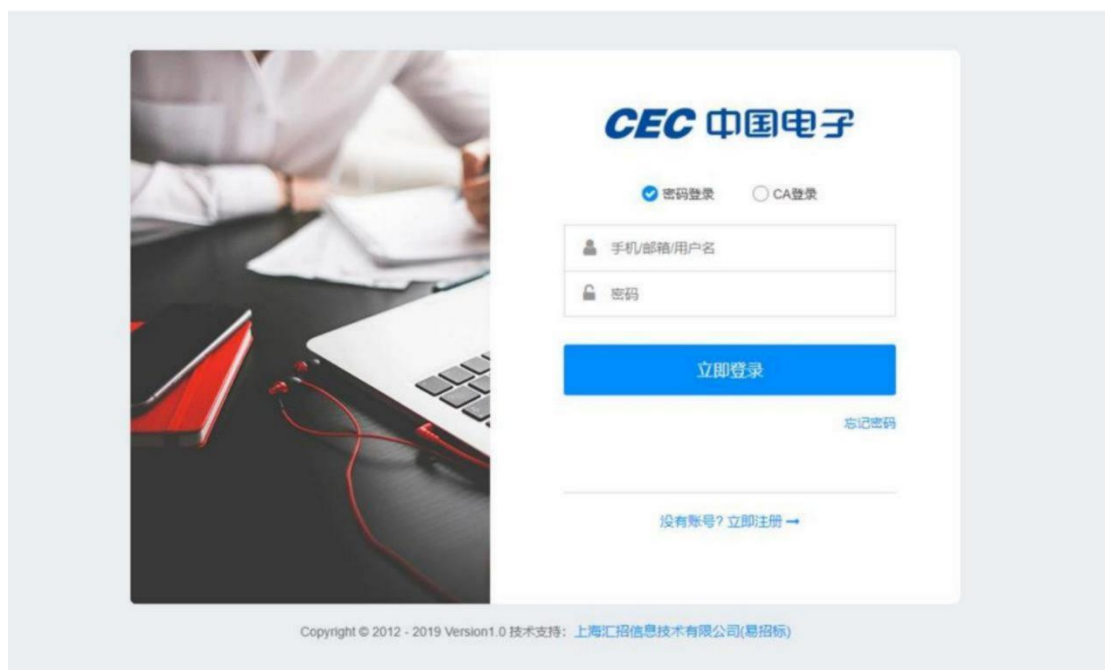 CEC 中国电子
密码登录 CA登录
手机/邮箱/用户名
密码
立即登录
忘记密码
没有账号? 立即注册→
Copyright © 2012 - 2019 Version1.0 技术支持：上海汇招信息技术有限公司(易招标)